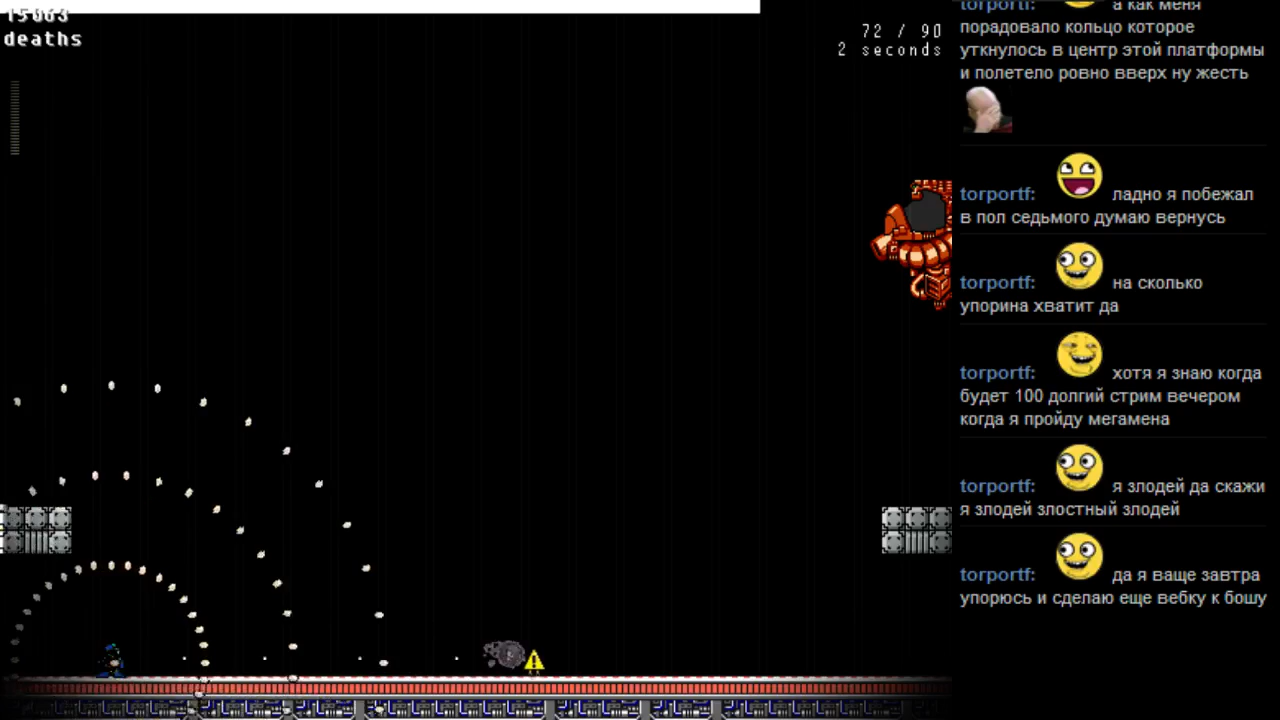 15063
deaths
72 / 90
2 seconds
torportf: а как меня
порадовало кольцо которое
уткнулось в центр этой платформы
и полетело ровно вверх ну жесть
torportf: ладно я побежал
в пол седьмого думаю вернусь
torportf: на сколько
упорина хватит да
torportf: хотя я знаю когда
будет 100 долгий стрим вечером
когда я пройду мегамена
torportf: я злодей да скажи
я злодей злостный злодей
torportf: да я ваще завтра
упорюсь и сделаю еще вебку к бошу